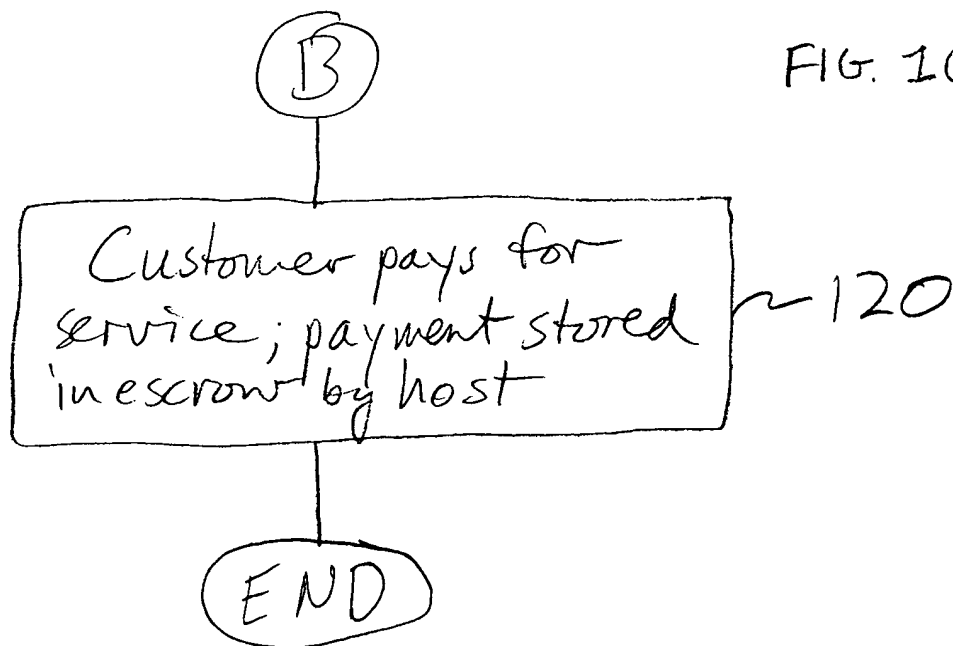 B
FIG. 1
Customer pays for
service; payment stored
in escrow by host
120
END